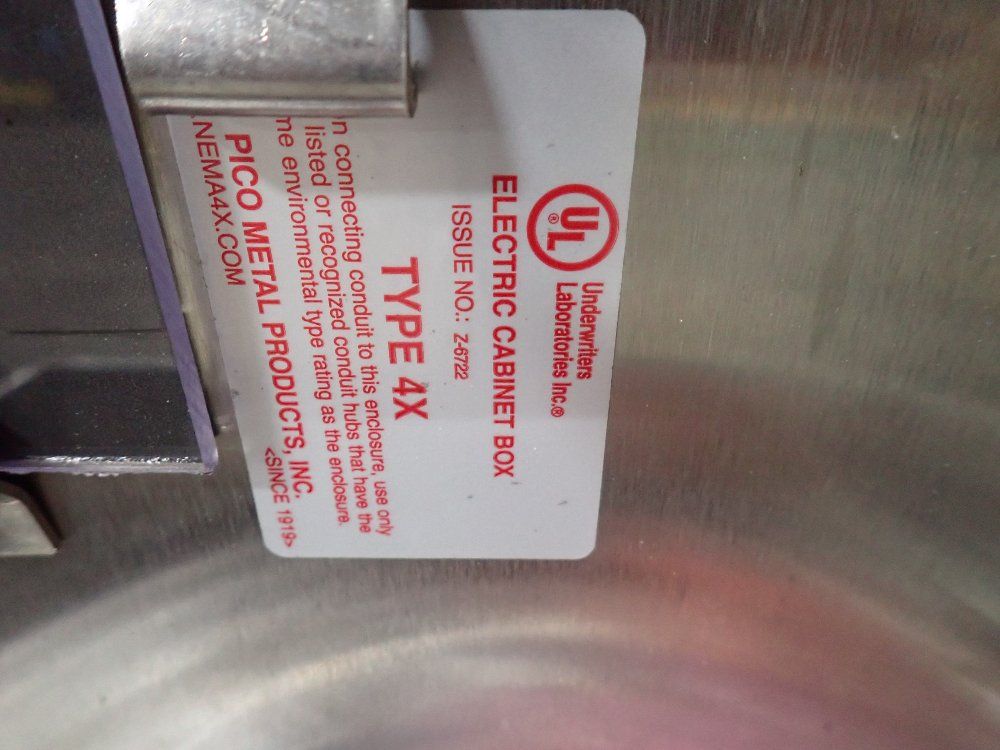 UL®
Underwriters
Laboratories Inc.®
ELECTRIC CABINET BOX
ISSUE NO.: Z-6722
TYPE 4X
connecting conduit to this enclosure, use only
listed or recognized conduit hubs that have the
environmental type rating as the enclosure.
PICO METAL PRODUCTS, INC.
.NEMA4X.COM <SINCE 1919>